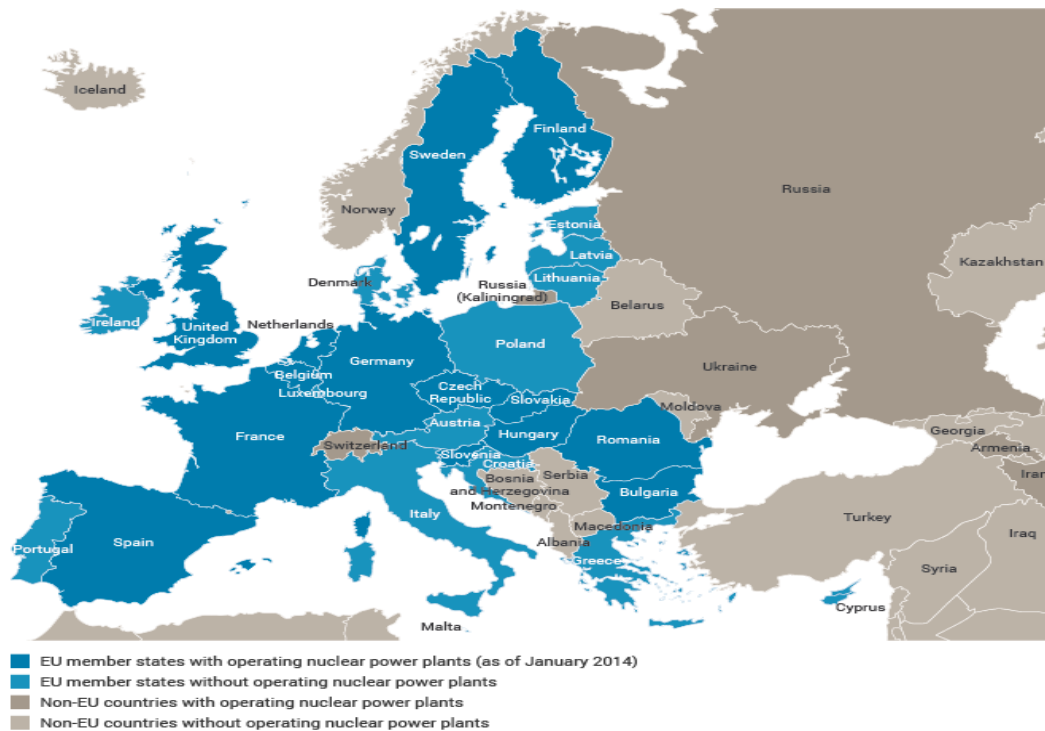 Iceland
Finland
Sweden
Russia
Norway
Estonia
Latvia
Kazakhstan
Lithuania
Denmark
Russia
(Kaliningrad)
Belarus
Ireland
United
Kingdom
Netherlands
Poland
Germany
Ukraine
Belgium
Luxembourg
Czech
Republic
Slovakia
Moldova
Austria
France
Hungary
Romania
Switzerland
Georgia
Slovenia
Armenia
Croatia
Bosnia
and Herzegovina
Serbia
Iran
Bulgaria
Montenegro
Italy
Turkey
Macedonia
Iraq
Spain
Portugal
Albania
Greece
Syria
Cyprus
Malta
EU member states with operating nuclear power plants (as of January 2014)
EU member states without operating nuclear power plants
Non-EU countries with operating nuclear power plants
Non-EU countries without operating nuclear power plants